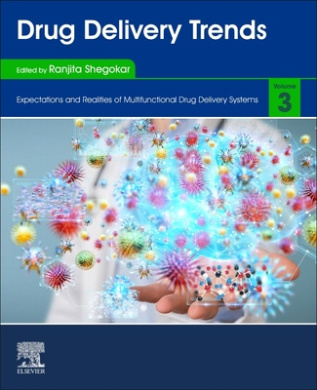 Drug Delivery Trends
Edited by Ranjita Shegokar
Expectations and Realities of Multifunctional Drug Delivery Systems
Volume
3
ELSEVIER